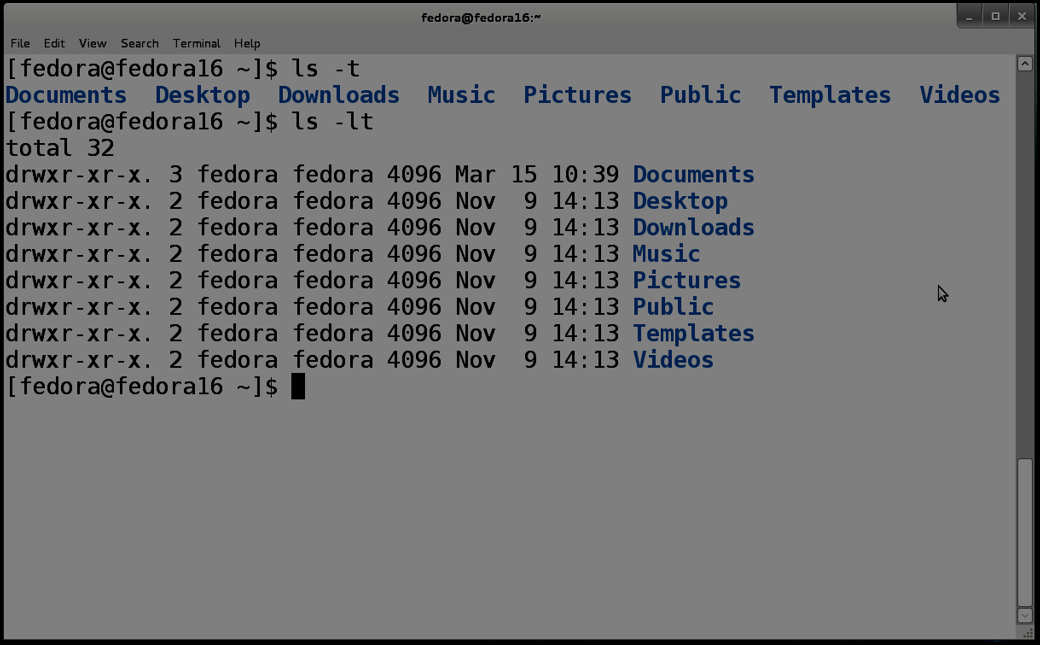 fedora@fedora16:~
File Edit View Search Terminal Help
[fedora@fedora16 ~]$ ls -t
Documents  Desktop  Downloads  Music  Pictures  Public  Templates  Videos
[fedora@fedora16 ~]$ ls -lt
total 32
drwxr-xr-x. 3 fedora fedora 4096 Mar 15 10:39 Documents
drwxr-xr-x. 2 fedora fedora 4096 Nov  9 14:13 Desktop
drwxr-xr-x. 2 fedora fedora 4096 Nov  9 14:13 Downloads
drwxr-xr-x. 2 fedora fedora 4096 Nov  9 14:13 Music
drwxr-xr-x. 2 fedora fedora 4096 Nov  9 14:13 Pictures
drwxr-xr-x. 2 fedora fedora 4096 Nov  9 14:13 Public
drwxr-xr-x. 2 fedora fedora 4096 Nov  9 14:13 Templates
drwxr-xr-x. 2 fedora fedora 4096 Nov  9 14:13 Videos
[fedora@fedora16 ~]$